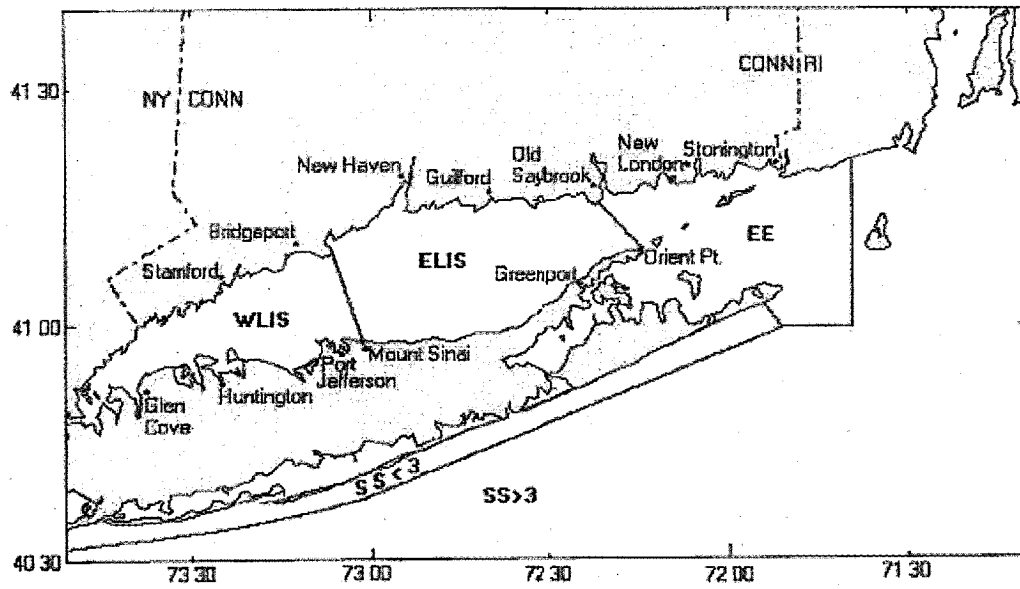 41 30
NY CONN
CONN RI
New Haven
Guilford
Old
Saybrook
New
London
Stonington
Bridgeport
Stamford
ELIS
EE
Greenport
Orient Pt.
41 00
WLIS
Mount Sinai
Port
Jefferson
Huntington
Glen
Cove
SS<3
SS>3
40 30
73 30
73 00
72 30
72 00
71 30